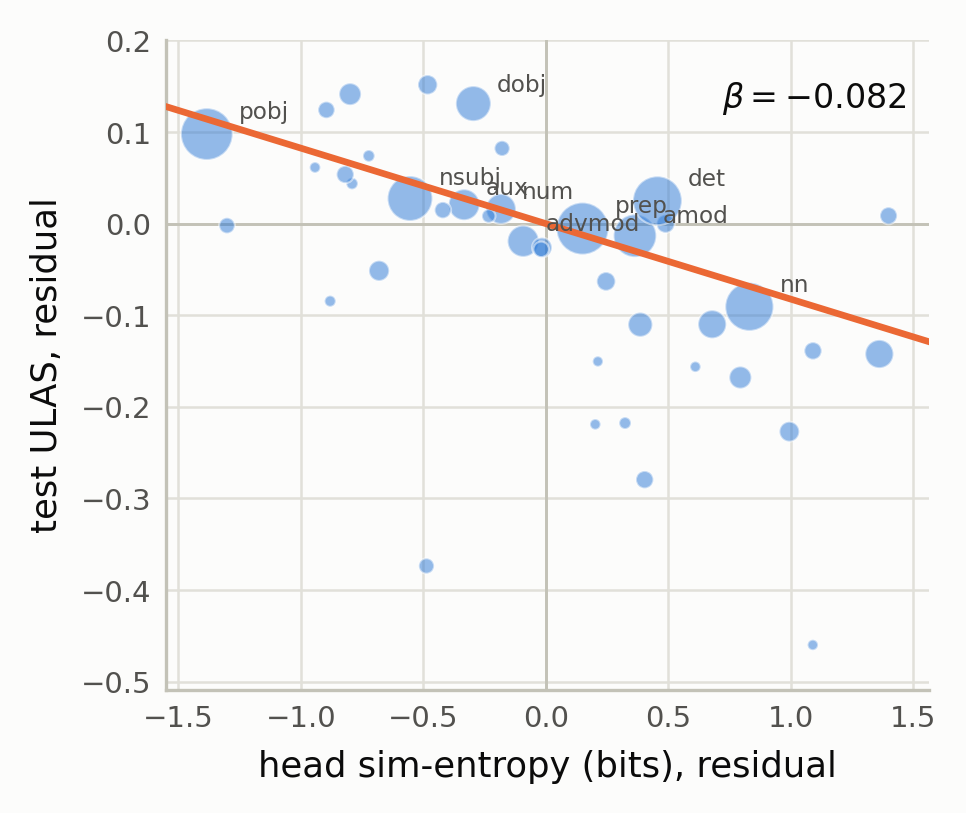 0.2
0.1
0.0
−0.1
−0.2
−0.3
−0.4
−0.5
−1.5
−1.0
−0.5
0.0
0.5
1.0
1.5
head sim-entropy (bits), residual
test ULAS, residual
β = −0.082
pobj
dobj
nsubj
aux
num
det
prep
amod
advmod
nn